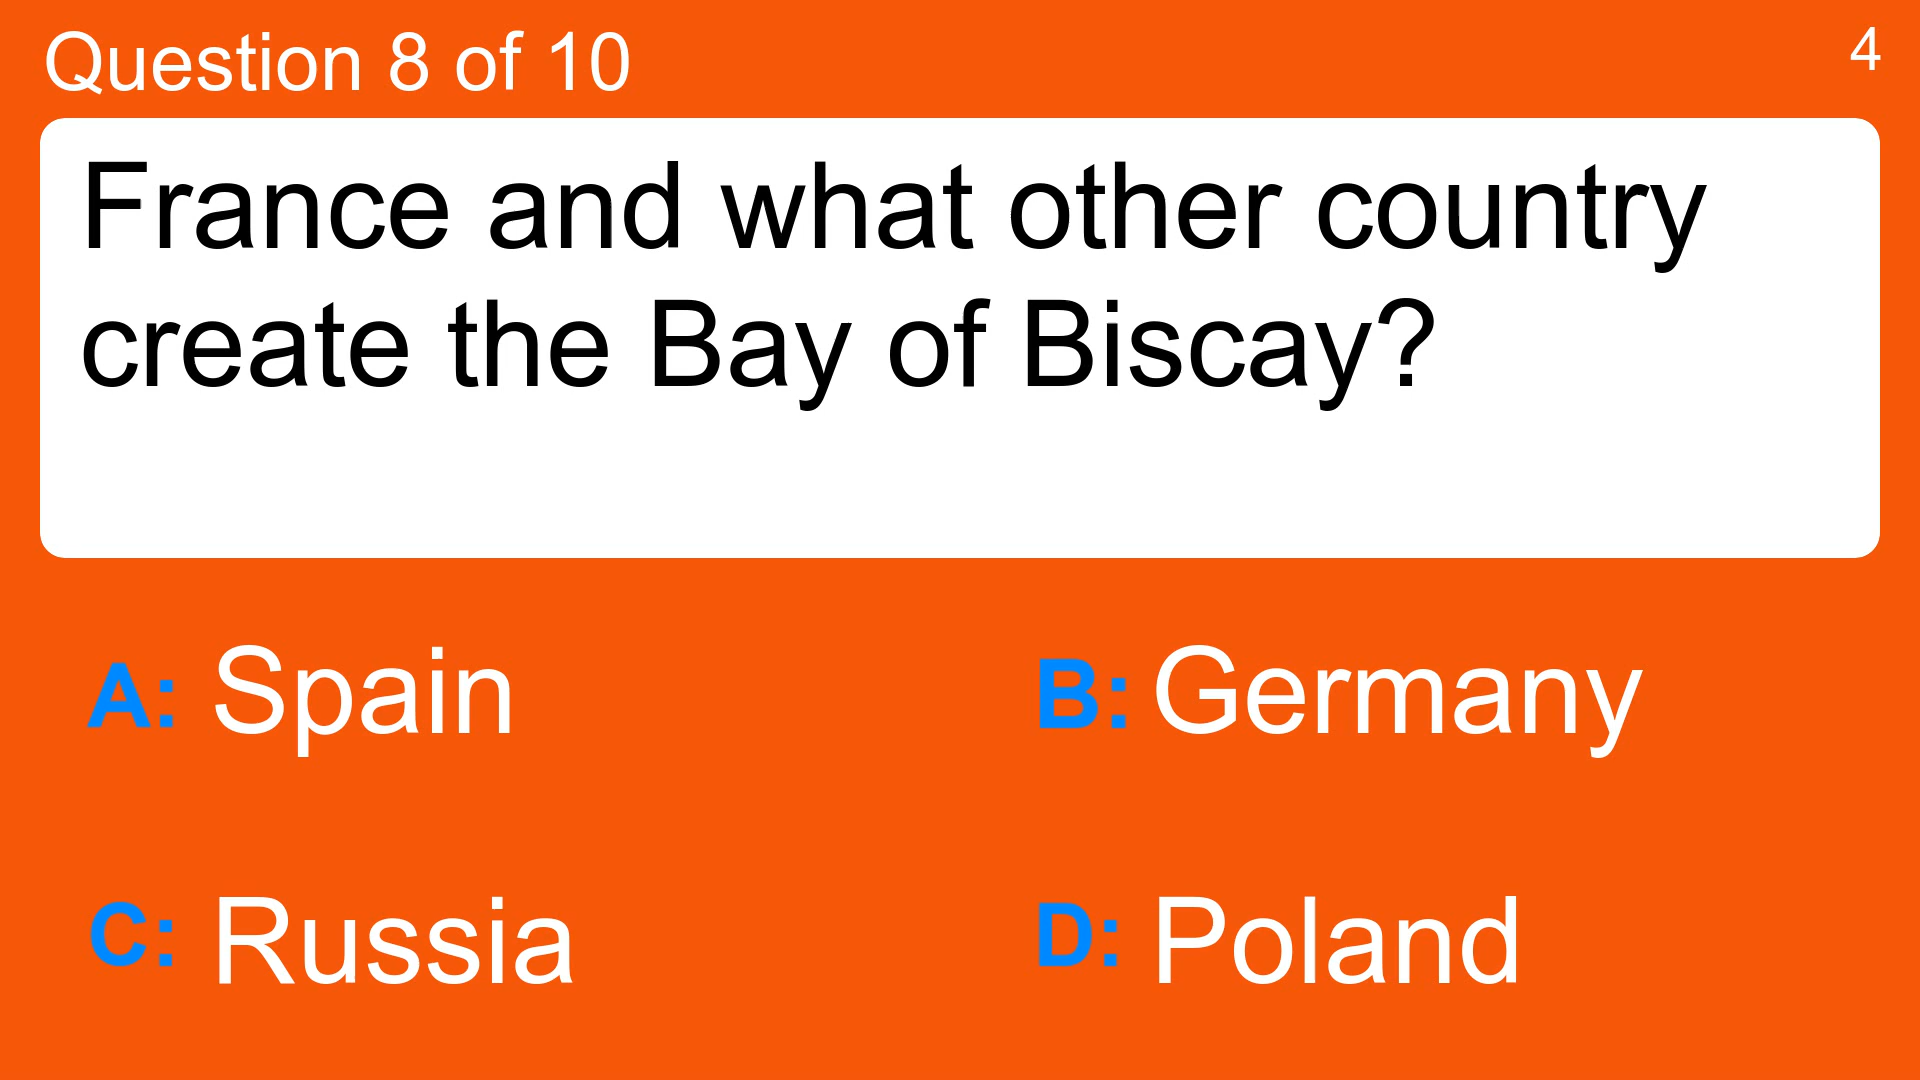 Question 8 of 10
4
France and what other country
create the Bay of Biscay?
A: Spain
B: Germany
C: Russia
D: Poland